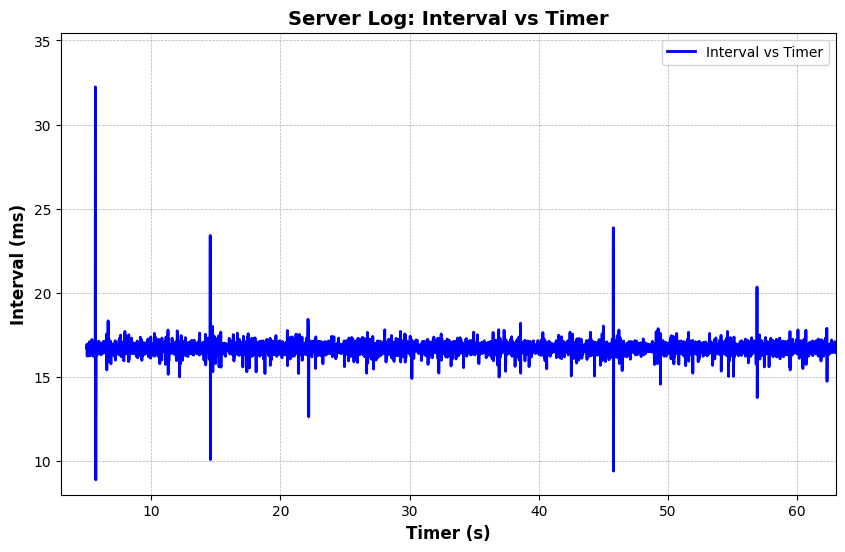 Server Log: Interval vs Timer
Interval vs Timer
35
30
25
20
15
10
Interval (ms)
10 20 30 40 50 60
Timer (s)